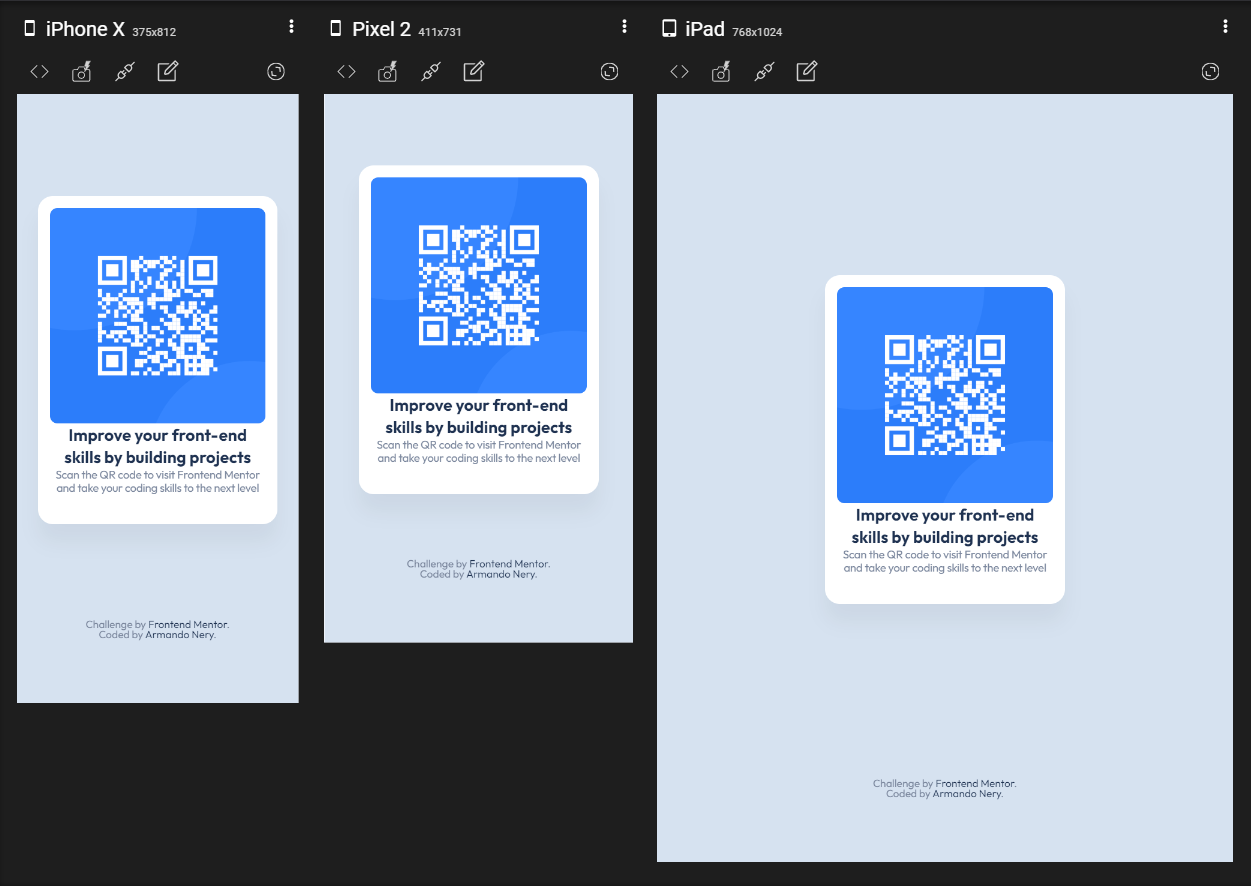 iPhone X 375x812
Improve your front-end
skills by building projects
Scan the QR code to visit Frontend Mentor
and take your coding skills to the next level
Challenge by Frontend Mentor.
Coded by Armando Nery.
Pixel 2 411x731
Improve your front-end
skills by building projects
Scan the QR code to visit Frontend Mentor
and take your coding skills to the next level
Challenge by Frontend Mentor.
Coded by Armando Nery.
iPad 768x1024
Improve your front-end
skills by building projects
Scan the QR code to visit Frontend Mentor
and take your coding skills to the next level
Challenge by Frontend Mentor.
Coded by Armando Nery.